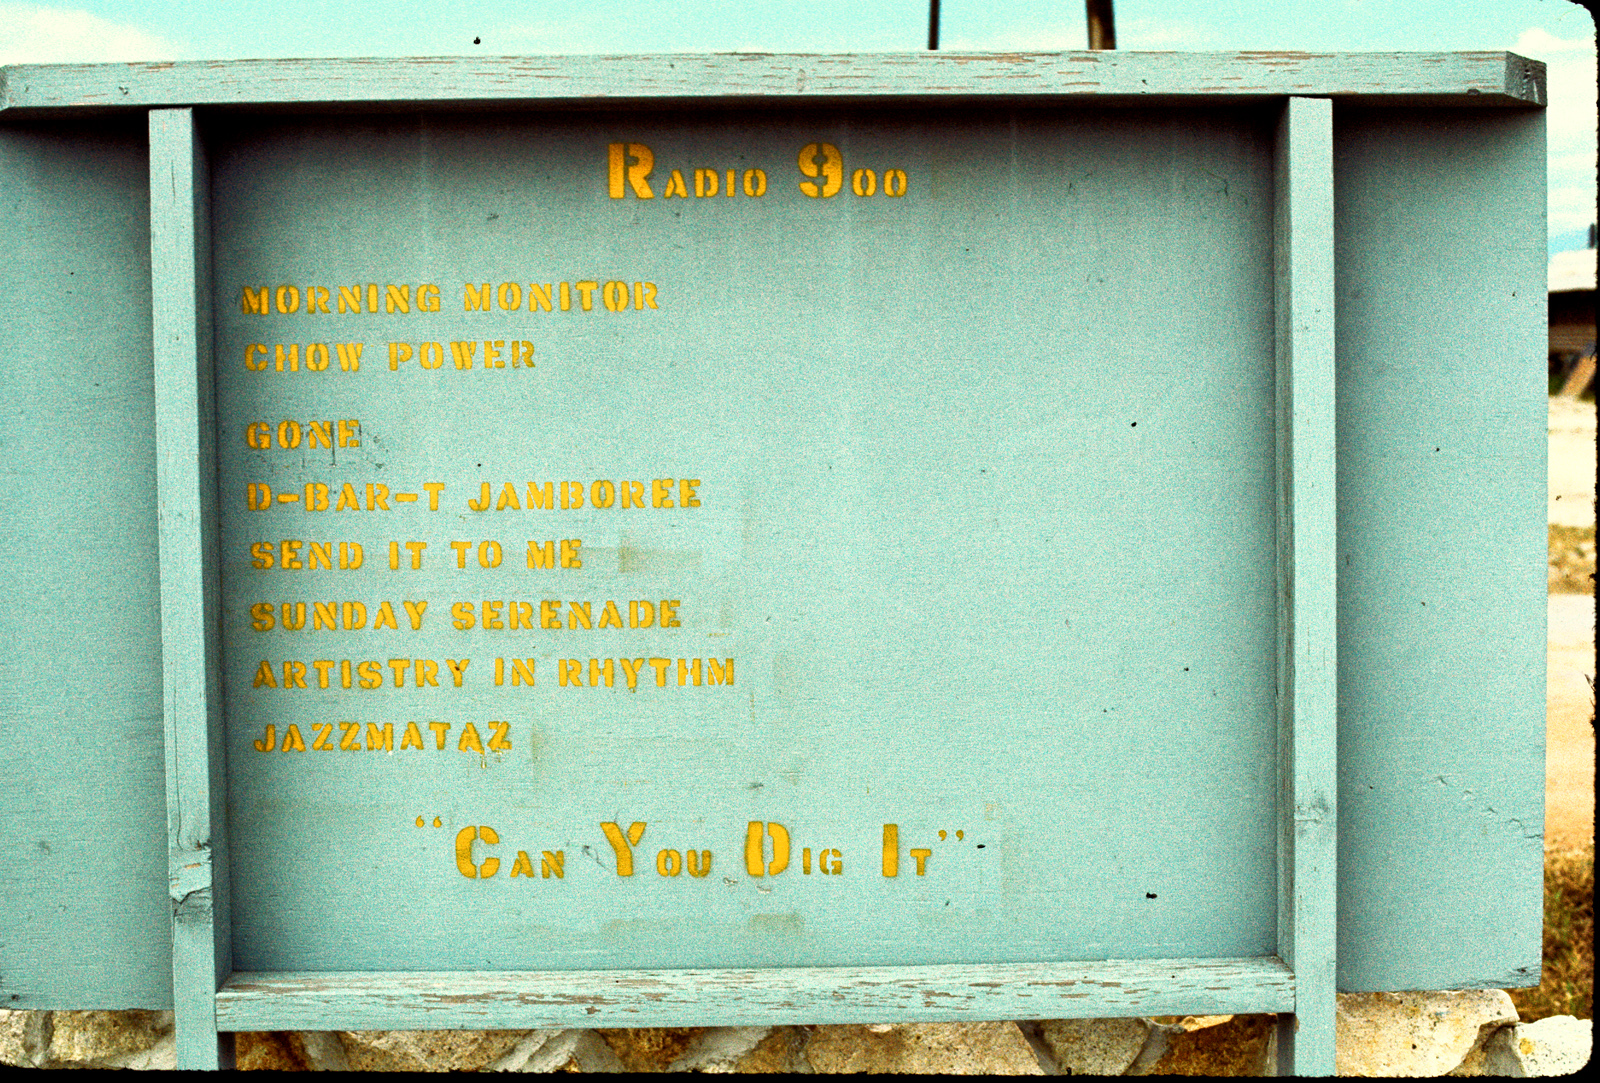 RADIO 900
MORNING MONITOR
CHOW POWER
GONE
D-BAR-T JAMBOREE
SEND IT TO ME
SUNDAY SERENADE
ARTISTRY IN RHYTHM
JAZZMATAZ
"CAN YOU DIG IT"